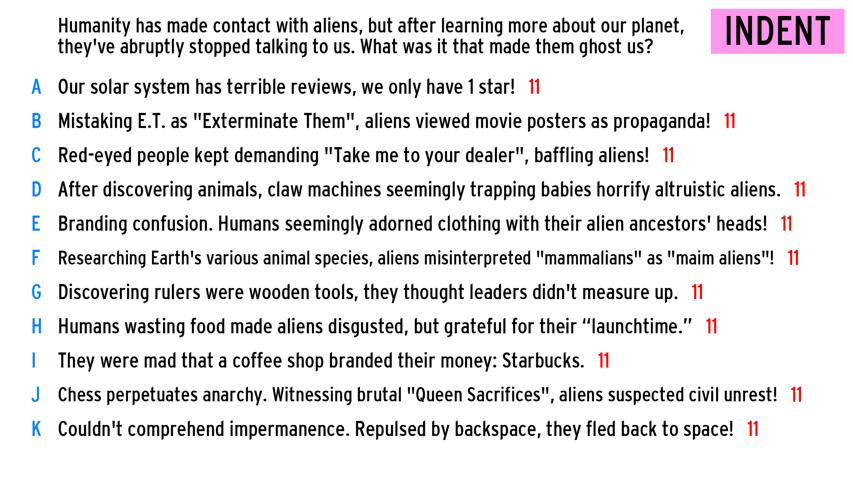 Humanity has made contact with aliens, but after learning more about our planet,
they've abruptly stopped talking to us. What was it that made them ghost us?
INDENT
A Our solar system has terrible reviews, we only have 1 star! 11
B Mistaking E.T. as "Exterminate Them", aliens viewed movie posters as propaganda! 11
C Red-eyed people kept demanding "Take me to your dealer", baffling aliens! 11
D After discovering animals, claw machines seemingly trapping babies horrify altruistic aliens. 11
E Branding confusion. Humans seemingly adorned clothing with their alien ancestors' heads! 11
F Researching Earth's various animal species, aliens misinterpreted "mammalians" as "maim aliens"! 11
G Discovering rulers were wooden tools, they thought leaders didn't measure up. 11
H Humans wasting food made aliens disgusted, but grateful for their “launchtime.” 11
I They were mad that a coffee shop branded their money: Starbucks. 11
J Chess perpetuates anarchy. Witnessing brutal "Queen Sacrifices", aliens suspected civil unrest! 11
K Couldn't comprehend impermanence. Repulsed by backspace, they fled back to space! 11